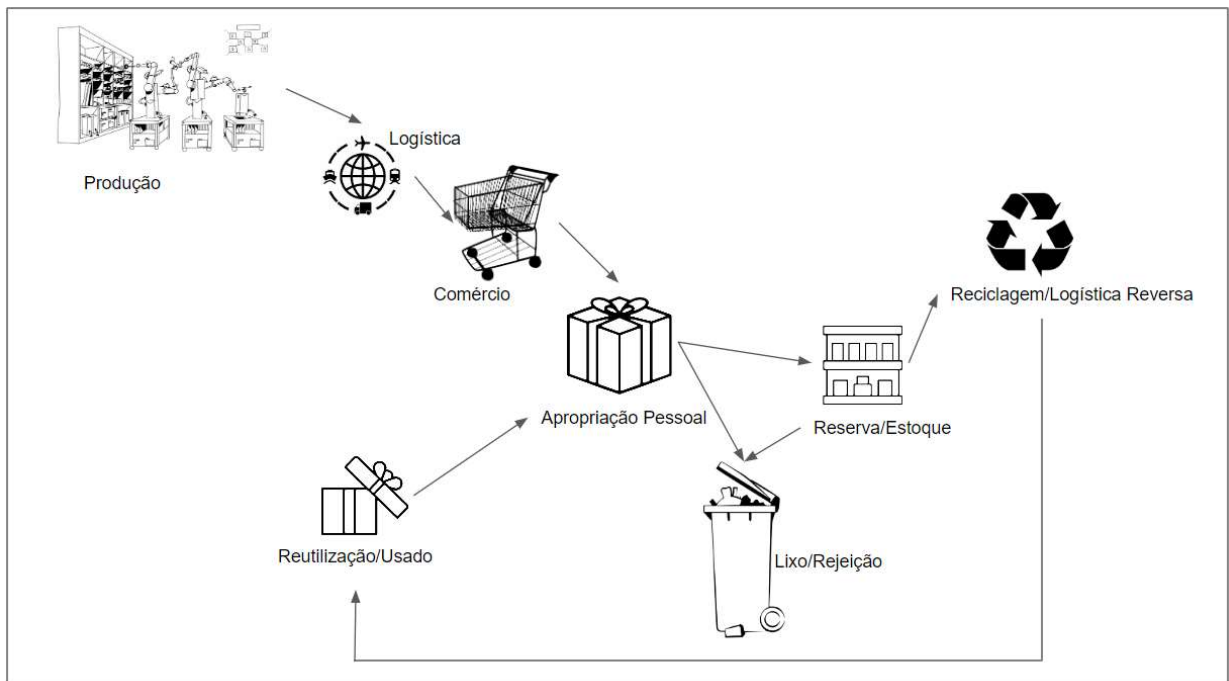 Produção
Logística
Comércio
Apropriação Pessoal
Reciclagem/Logística Reversa
Reserva/Estoque
Reutilização/Usado
Lixo/Rejeição